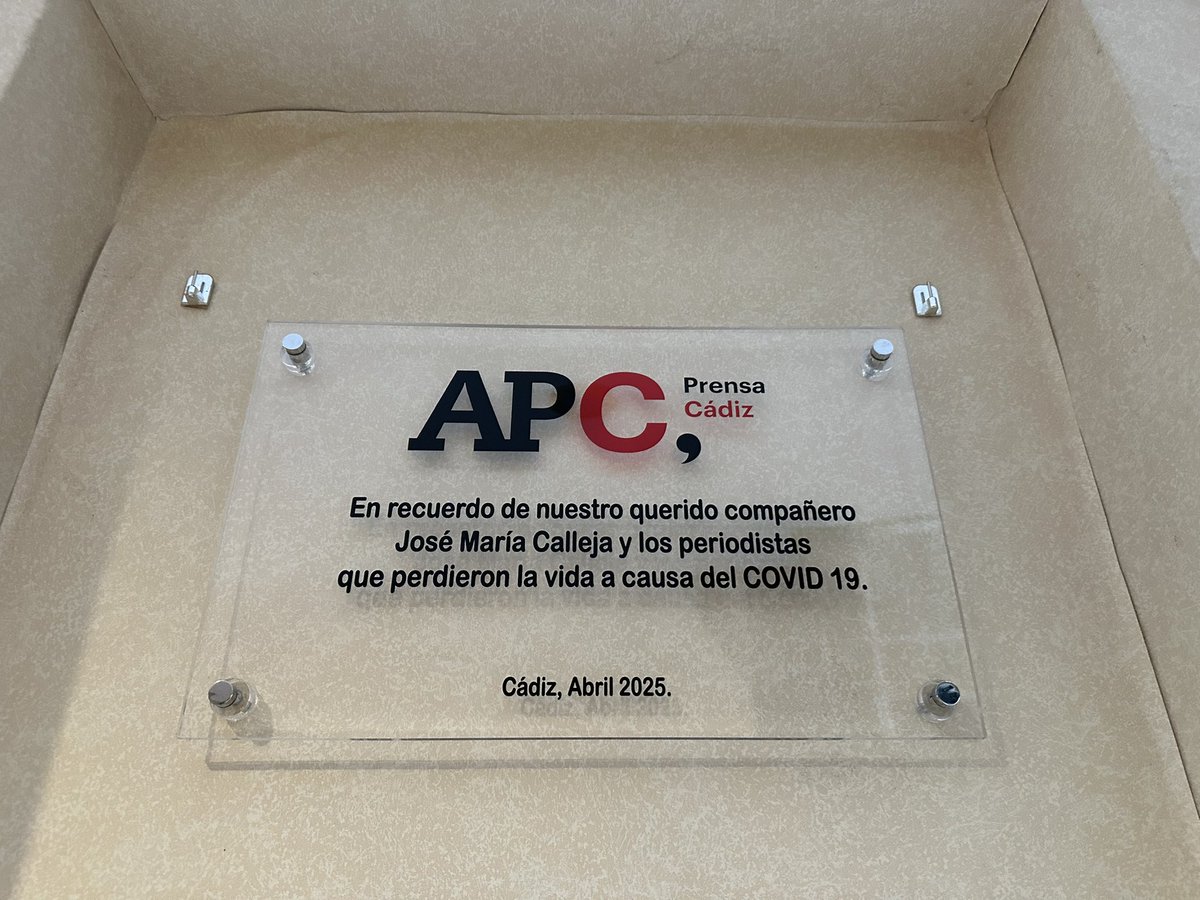 APC,
Prensa
Cádiz
En recuerdo de nuestro querido compañero
José María Calleja y los periodistas
que perdieron la vida a causa del COVID 19.
Cádiz, Abril 2025.